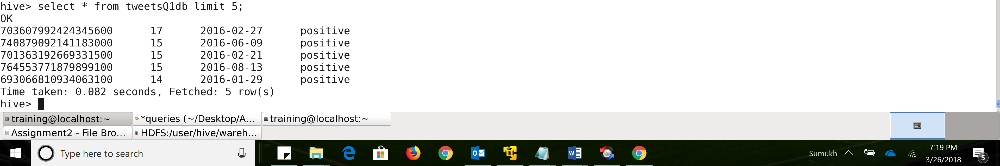 hive> select * from tweetsQ1db limit 5;
OK
703607992424345600 17 2016-02-27 positive
740879092141183000 15 2016-06-09 positive
701363192669331500 15 2016-02-21 positive
764553771879899100 15 2016-08-13 positive
693066810934063100 14 2016-01-29 positive
Time taken: 0.082 seconds, Fetched: 5 row(s)
hive>
training@localhost:~ *queries (~/Desktop/A... training@localhost:~
Assignment2 - File Bro... HDFS:/user/hive/wareh...
Type here to search
Sumukh
7:19 PM
3/26/2018
5